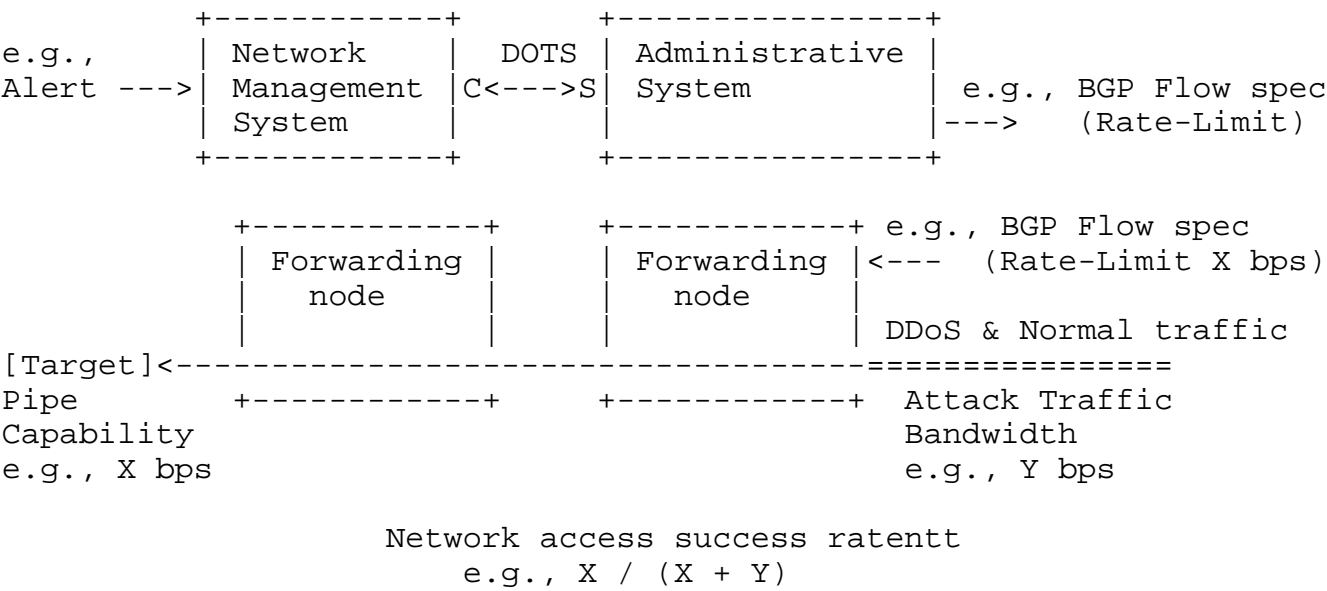 +------------+ +----------------+
e.g., | Network | DOTS | Administrative |
Alert --->| Management |C<--->S| System | e.g., BGP Flow spec
| System | | |---> (Rate-Limit)
+------------+ +----------------+
+------------+ +------------+ e.g., BGP Flow spec
| Forwarding | | Forwarding |<--- (Rate-Limit X bps)
| node | | node |
| | | | DDoS & Normal traffic
[Target]<------------------------------------================
Pipe +------------+ +------------+ Attack Traffic
Capability Bandwidth
e.g., X bps e.g., Y bps
Network access success ratentt
e.g., X / (X + Y)